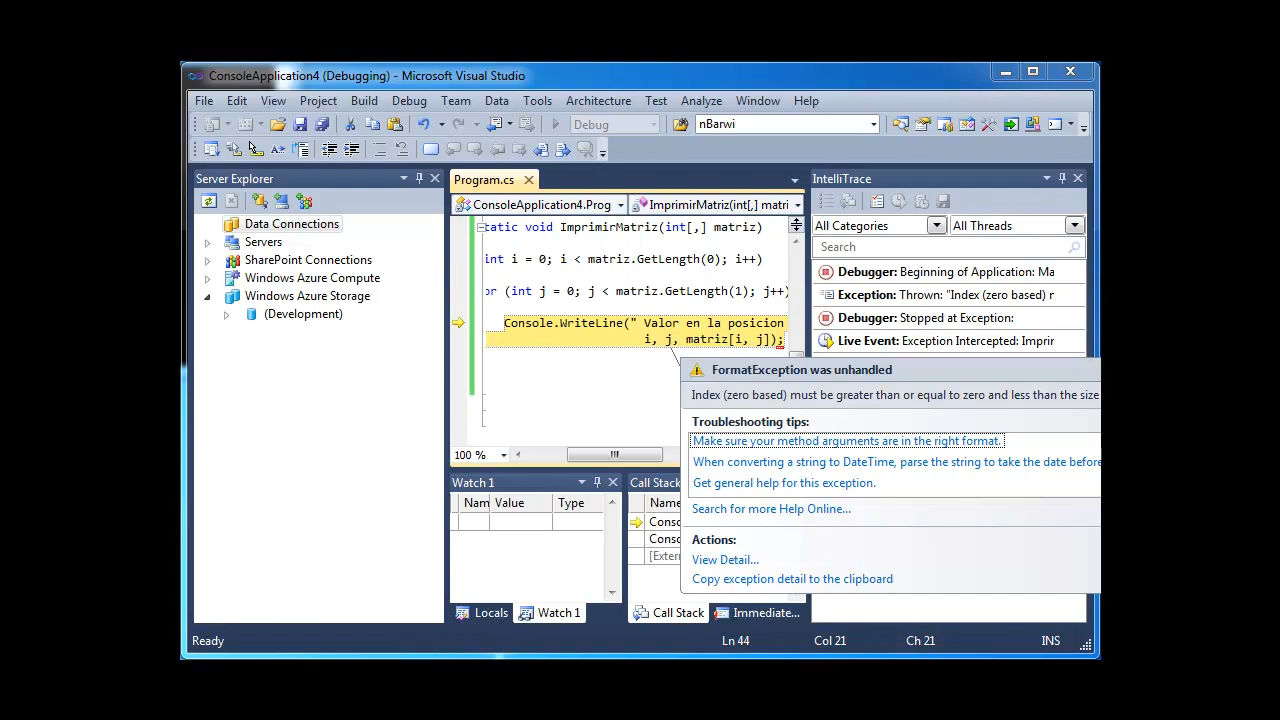 ConsoleApplication4 (Debugging) - Microsoft Visual Studio
File Edit View Project Build Debug Team Data Tools Architecture Test Analyze Window Help
Debug nBarwi
Server Explorer
Data Connections
Servers
SharePoint Connections
Windows Azure Compute
Windows Azure Storage
(Development)
Program.cs
ConsoleApplication4.Prog ImprimirMatriz(int[,] matri
tatic void ImprimirMatriz(int[,] matriz)
int i = 0; i < matriz.GetLength(0); i++)
or (int j = 0; j < matriz.GetLength(1); j++)
Console.WriteLine(" Valor en la posicion
i, j, matriz[i, j]);
100 %
IntelliTrace
All Categories All Threads
Search
Debugger: Beginning of Application: Ma
Exception: Thrown: "Index (zero based) r
Debugger: Stopped at Exception:
Live Event: Exception Intercepted: Imprir
FormatException was unhandled
Index (zero based) must be greater than or equal to zero and less than the size
Troubleshooting tips:
Make sure your method arguments are in the right format.
When converting a string to DateTime, parse the string to take the date before
Get general help for this exception.
Search for more Help Online...
Actions:
View Detail...
Copy exception detail to the clipboard
Watch 1
Nam Value Type
Locals Watch 1
Call Stack
Name
Conso
Conso
[Extern
Call Stack Immediate...
Ready Ln 44 Col 21 Ch 21 INS